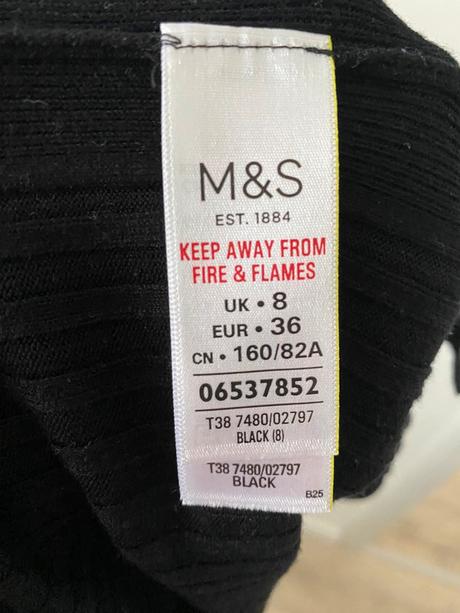 M&S
EST. 1884
KEEP AWAY FROM
FIRE & FLAMES
UK • 8
EUR • 36
CN • 160/82A
06537852
T38 7480/02797
BLACK (8)
T38 7480/02797
BLACK
B25